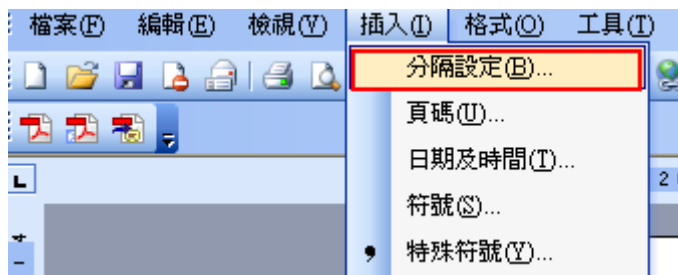 檔案(F) 編輯(E) 檢視(V) 插入(I) 格式(O) 工具(T)
分隔設定(B)...
頁碼(U)...
日期及時間(T)...
符號(S)...
特殊符號(Y)...
2